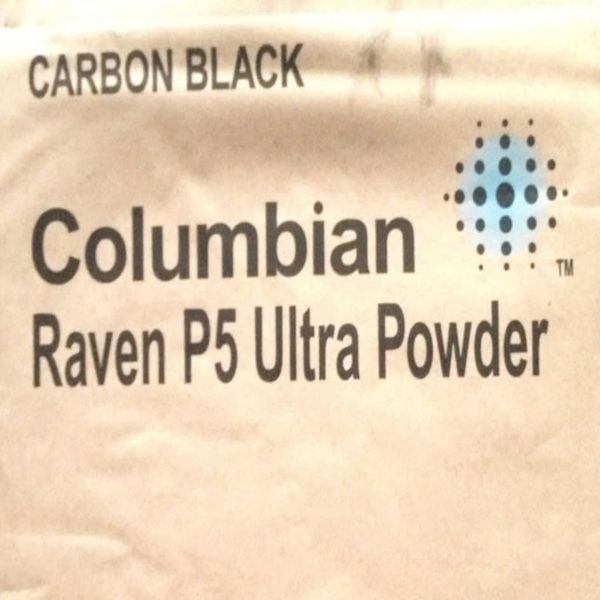 CARBON BLACK
Columbian
TM
Raven P5 Ultra Powder